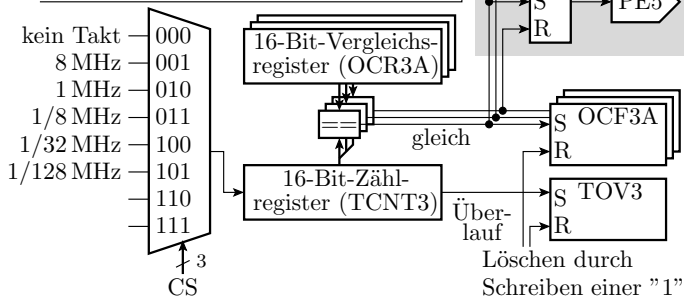 S
PE5
R
kein Takt 000
8 MHz 001
1 MHz 010
1/8 MHz 011
1/32 MHz 100
1/128 MHz 101
110
111
3
CS
16-Bit-Vergleichs-
register (OCR3A)
==
gleich
16-Bit-Zähl-
register (TCNT3)
Über-
lauf
S OCF3A
R
S TOV3
R
Löschen durch
Schreiben einer ”1”